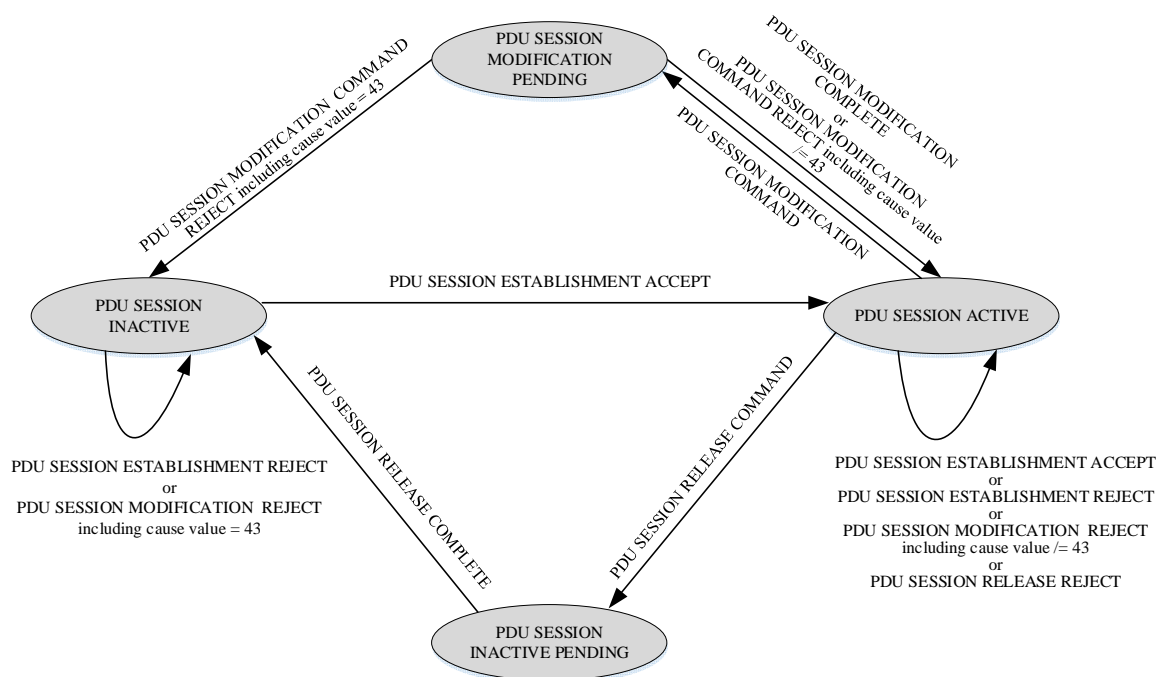 PDU SESSION
MODIFICATION
PENDING
PDU SESSION MODIFICATION COMMAND
REJECT including cause value = 43
PDU SESSION MODIFICATION
COMPLETE
or
PDU SESSION MODIFICATION
COMMAND REJECT including cause value
/= 43
PDU SESSION MODIFICATION
COMMAND
PDU SESSION
INACTIVE
PDU SESSION ESTABLISHMENT ACCEPT
PDU SESSION ACTIVE
PDU SESSION ESTABLISHMENT REJECT
or
PDU SESSION MODIFICATION REJECT
including cause value = 43
PDU SESSION RELEASE COMPLETE
PDU SESSION RELEASE COMMAND
PDU SESSION ESTABLISHMENT ACCEPT
or
PDU SESSION ESTABLISHMENT REJECT
or
PDU SESSION MODIFICATION REJECT
including cause value /= 43
or
PDU SESSION RELEASE REJECT
PDU SESSION
INACTIVE PENDING